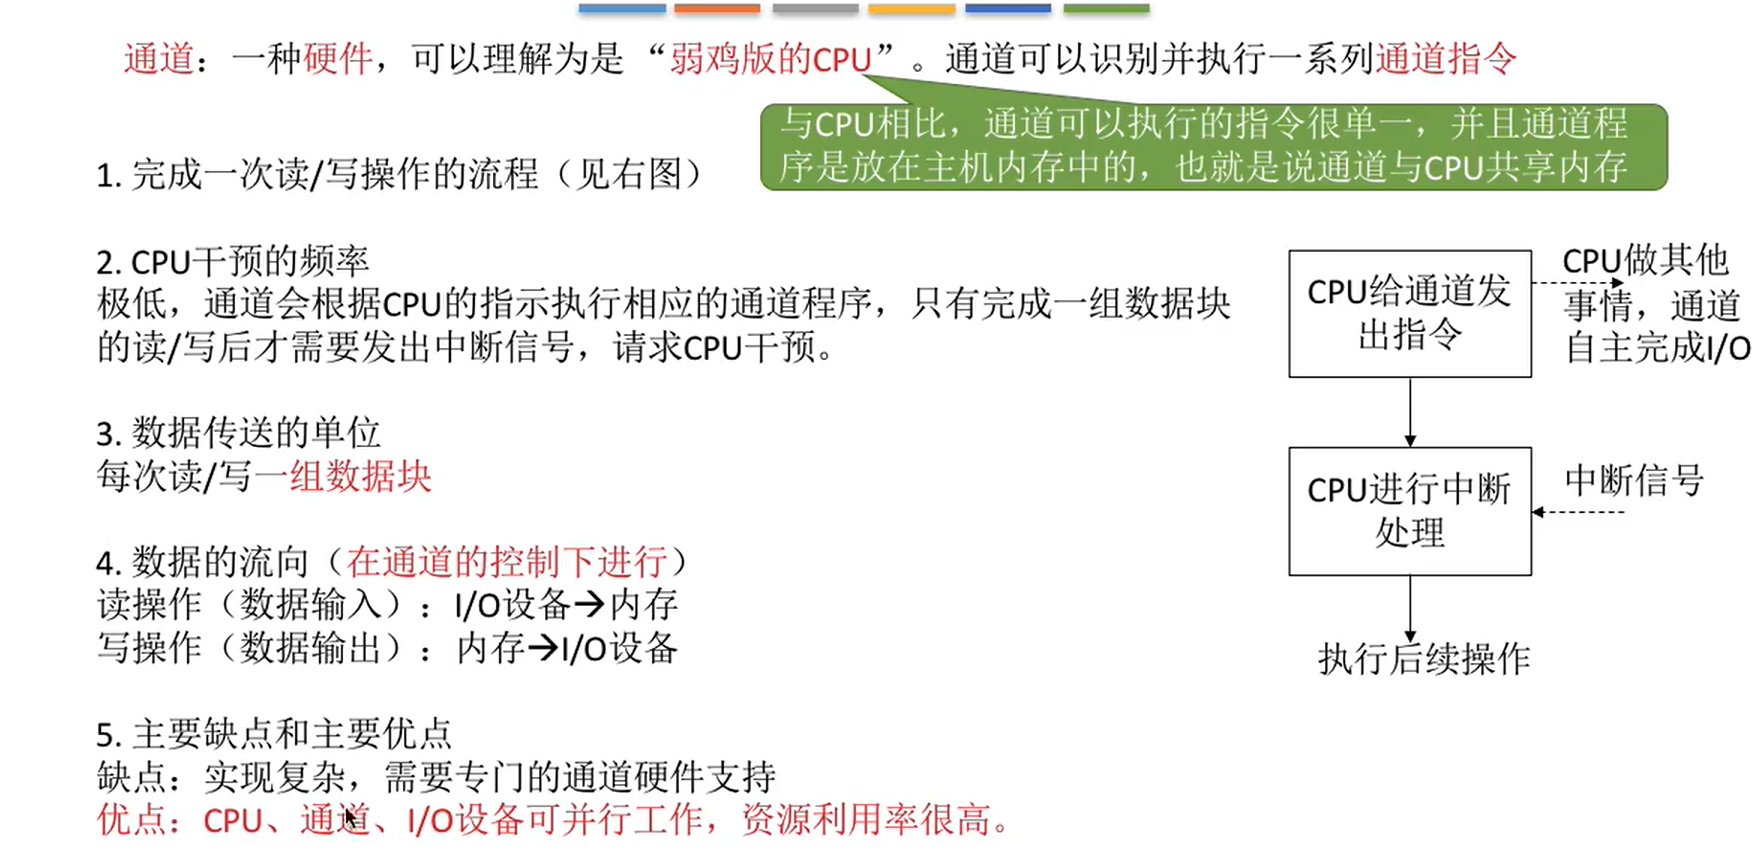 通道：一种硬件，可以理解为是“弱鸡版的CPU”。通道可以识别并执行一系列通道指令
与CPU相比，通道可以执行的指令很单一，并且通道程
序是放在主机内存中的，也就是说通道与CPU共享内存
1. 完成一次读/写操作的流程（见右图）
2. CPU干预的频率
极低，通道会根据CPU的指示执行相应的通道程序，只有完成一组数据块
的读/写后才需要发出中断信号，请求CPU干预。
3. 数据传送的单位
每次读/写一组数据块
4. 数据的流向（在通道的控制下进行）
读操作（数据输入）：I/O设备→内存
写操作（数据输出）：内存→I/O设备
5. 主要缺点和主要优点
缺点：实现复杂，需要专门的通道硬件支持
优点：CPU、通道、I/O设备可并行工作，资源利用率很高。
CPU给通道发
出指令
CPU做其他
事情，通道
自主完成I/O
CPU进行中断
处理
中断信号
执行后续操作